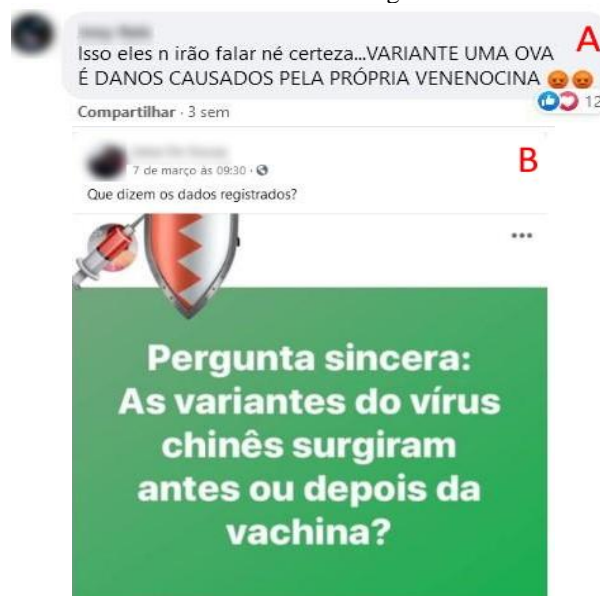 Isso eles n irão falar né certeza...VARIANTE UMA OVA
É DANOS CAUSADOS PELA PRÓPRIA VENENOCINA 😡😡
A
12
Compartilhar · 3 sem
B
7 de março às 09:30 ·
Que dizem os dados registrados?
Pergunta sincera:
As variantes do vírus
chinês surgiram
antes ou depois da
vachina?